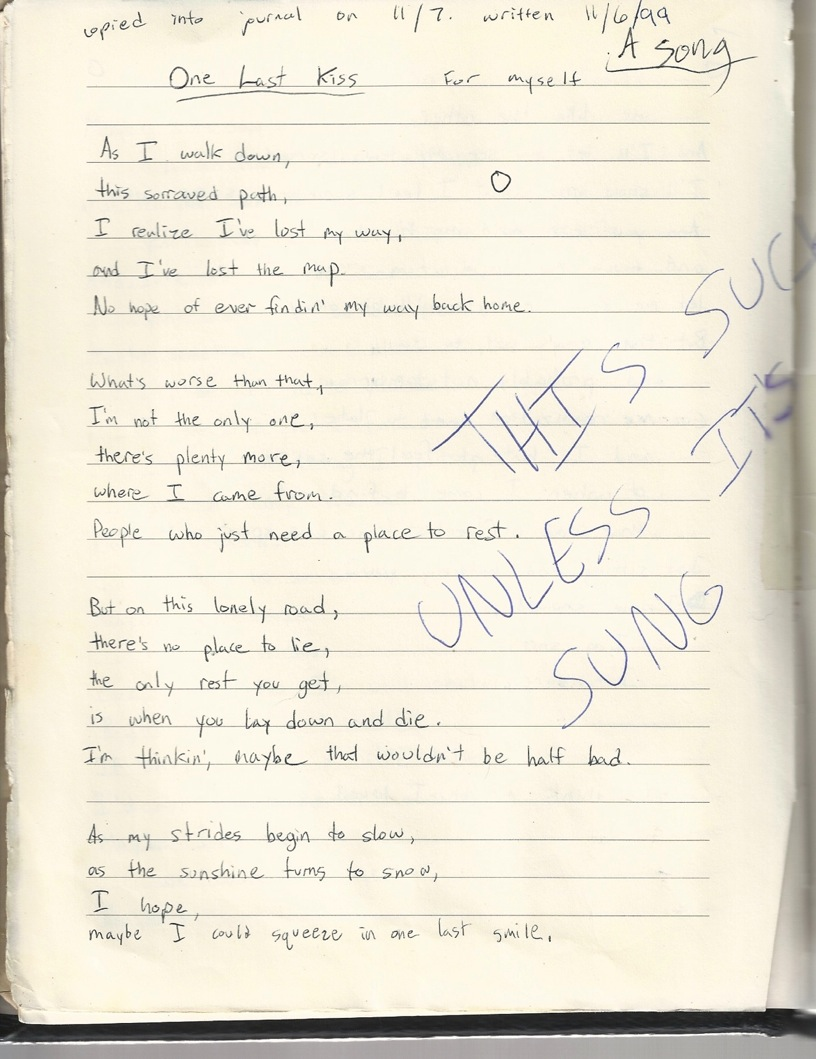 copied into journal on 11/7. written 11/6/99
A song
One Last Kiss For myself
As I walk down,
this sorraved path,
I realize I've lost my way,
and I've lost the map.
No hope of ever findin' my way back home.
What's worse than that,
I'm not the only one,
there's plenty more,
where I came from.
People who just need a place to rest.
But on this lonely road,
there's no place to lie,
the only rest you get,
is when you lay down and die.
I'm thinkin', maybe that wouldn't be half bad.
As my strides begin to slow,
as the sunshine turns to snow,
I hope,
maybe I could squeeze in one last smile.
THIS SUCK
UNLESS IT'S
SUNG